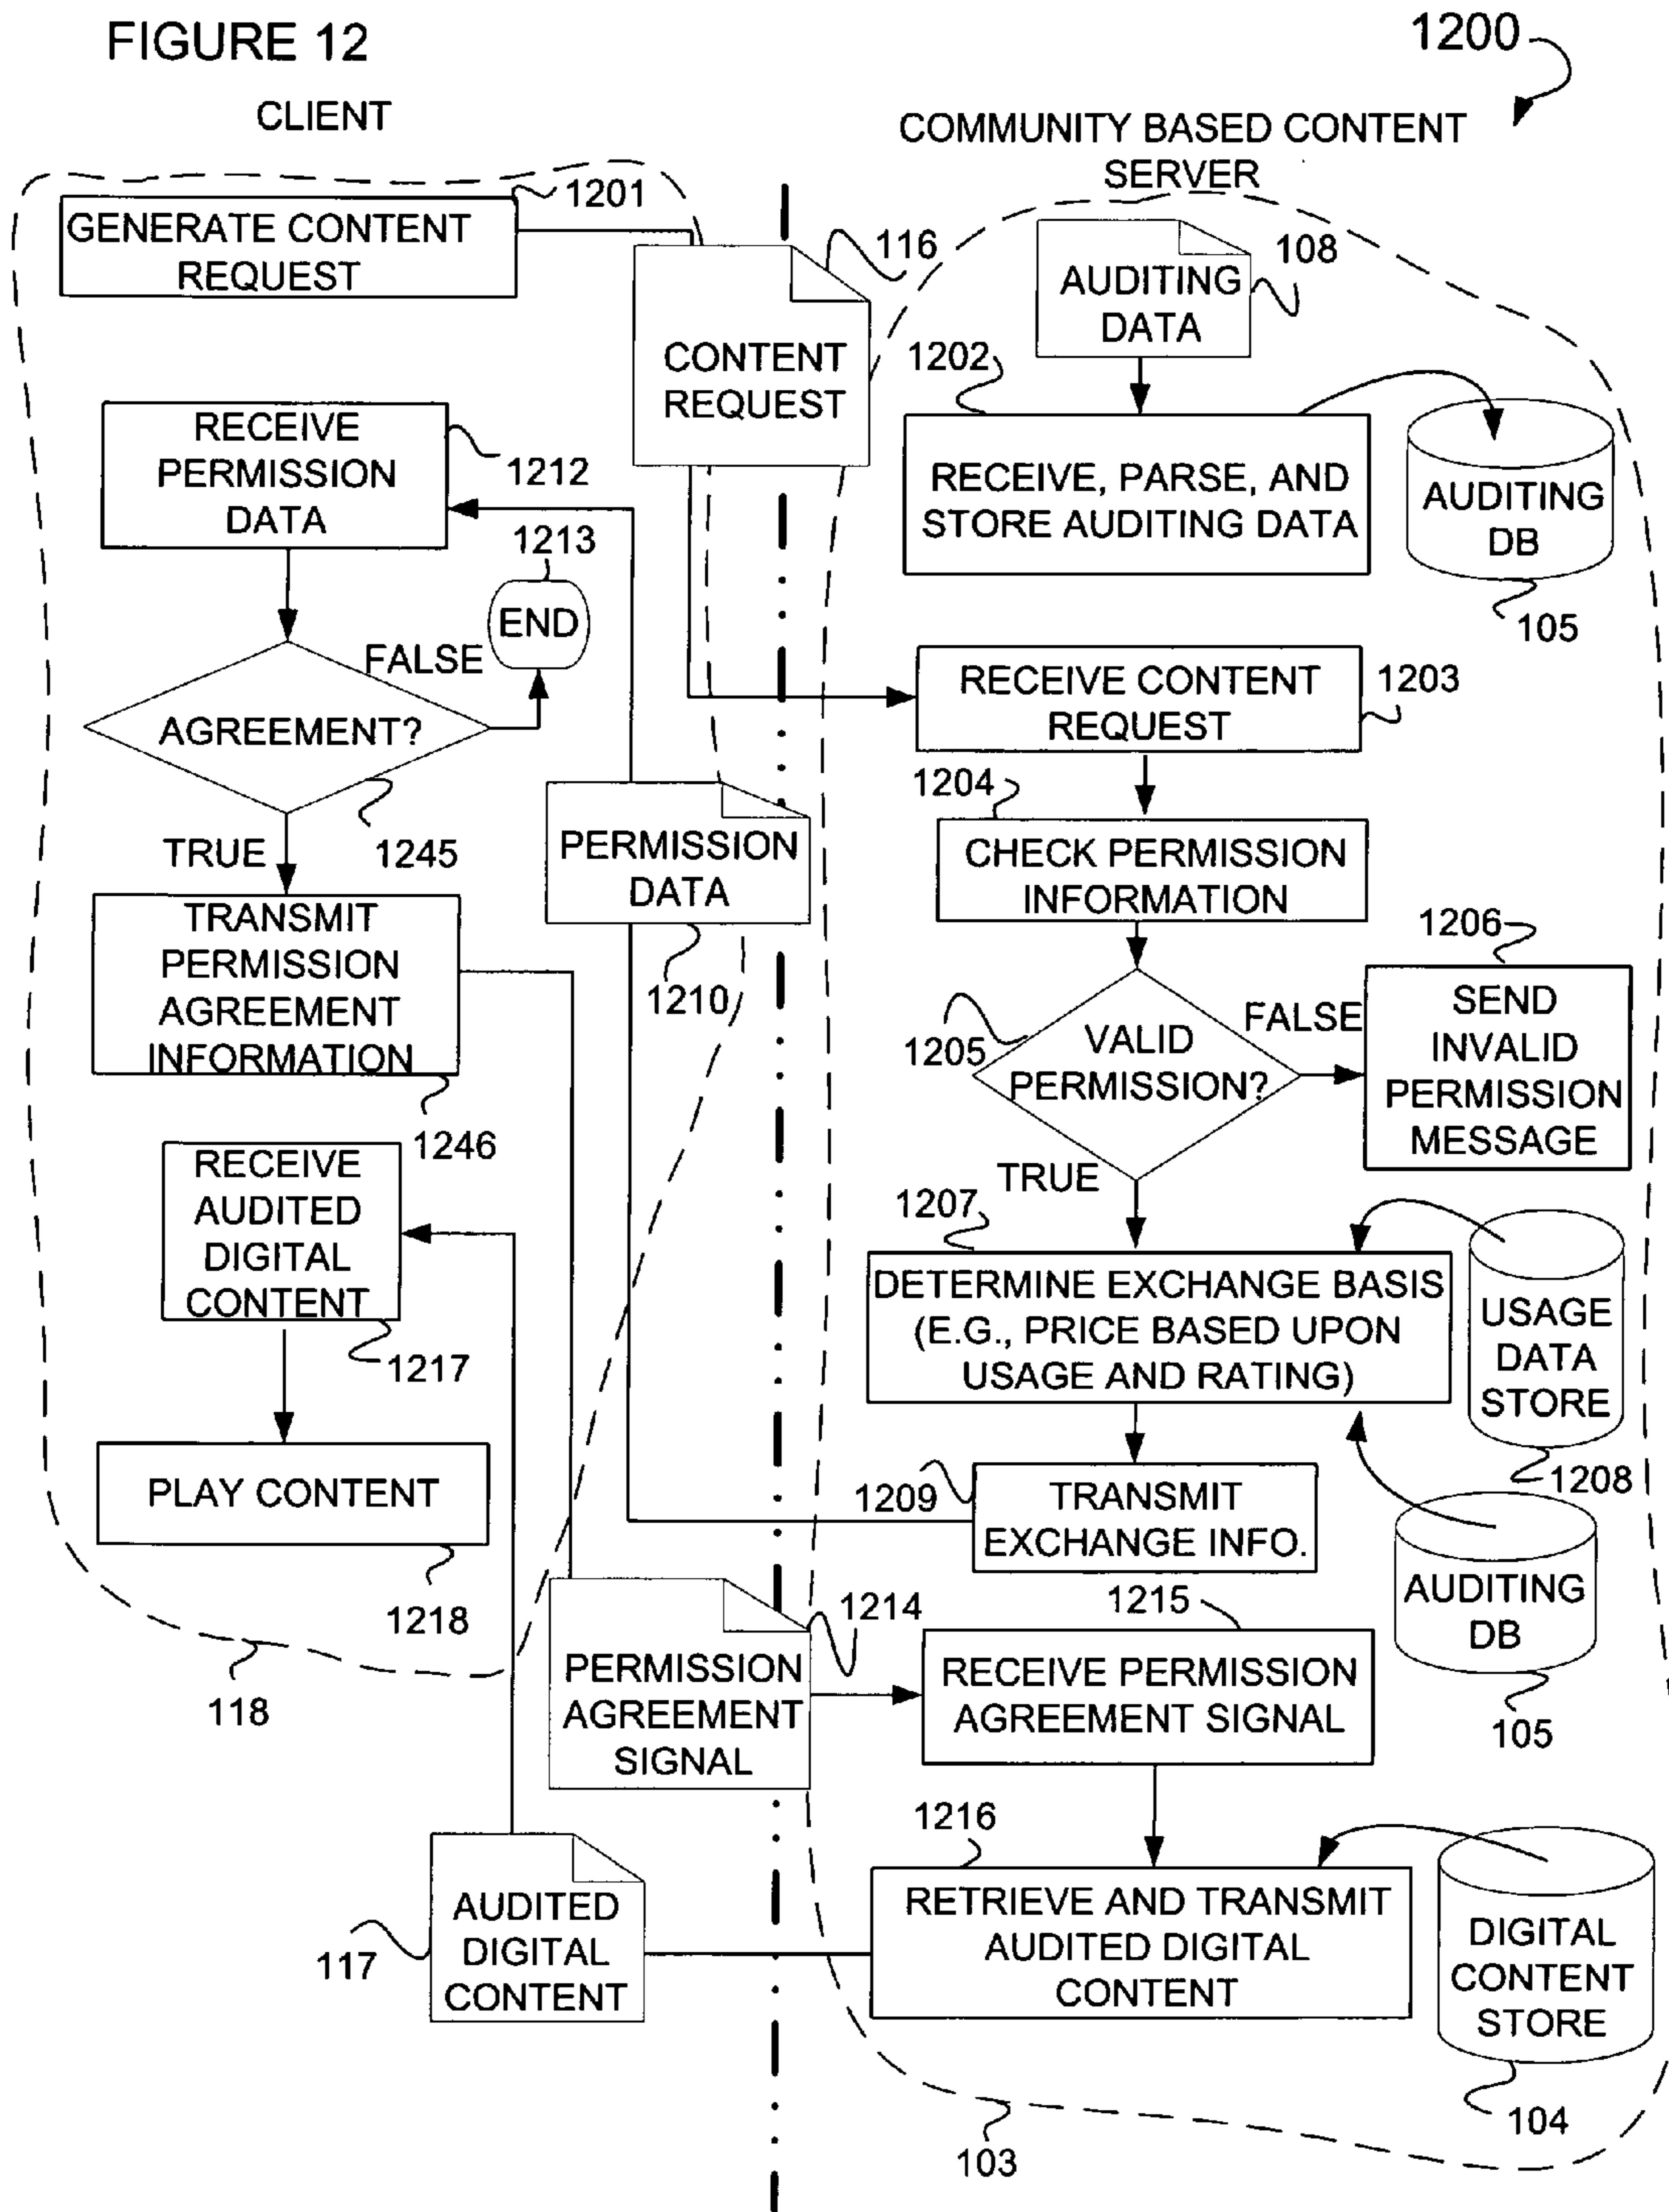 FIGURE 12
1200
CLIENT
COMMUNITY BASED CONTENT
SERVER
1201
GENERATE CONTENT
REQUEST
116
CONTENT
REQUEST
108
AUDITING
DATA
1202
RECEIVE, PARSE, AND
STORE AUDITING DATA
AUDITING
DB
105
RECEIVE
PERMISSION
DATA
1212
1213
END
FALSE
AGREEMENT?
1245
TRUE
RECEIVE CONTENT
REQUEST
1203
1204
CHECK PERMISSION
INFORMATION
PERMISSION
DATA
1210
TRANSMIT
PERMISSION
AGREEMENT
INFORMATION
1246
1205
VALID
PERMISSION?
FALSE
TRUE
1206
SEND
INVALID
PERMISSION
MESSAGE
RECEIVE
AUDITED
DIGITAL
CONTENT
1217
1207
DETERMINE EXCHANGE BASIS
(E.G., PRICE BASED UPON
USAGE AND RATING)
USAGE
DATA
STORE
1208
PLAY CONTENT
1218
1209
TRANSMIT
EXCHANGE INFO.
AUDITING
DB
105
118
PERMISSION
AGREEMENT
SIGNAL
1214
1215
RECEIVE PERMISSION
AGREEMENT SIGNAL
1216
RETRIEVE AND TRANSMIT
AUDITED DIGITAL
CONTENT
DIGITAL
CONTENT
STORE
104
117
AUDITED
DIGITAL
CONTENT
103